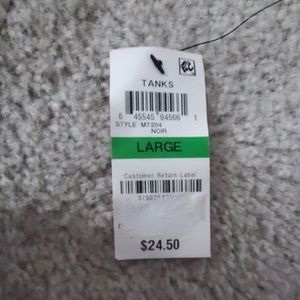 TANKS
6 45545 94566 1
STYLE M7204
NOIR
LARGE
Customer Return Label
$24.50